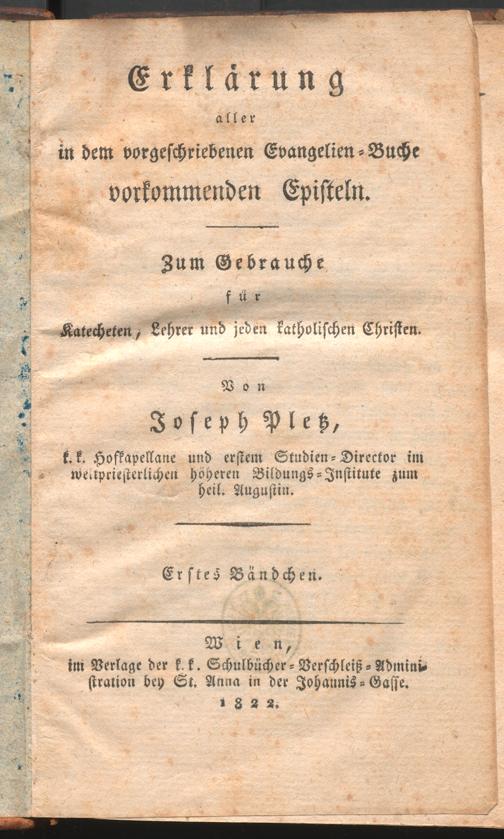 Erklärung
aller
in dem vorgeschriebenen Evangelien-Buche
vorkommenden Episteln.
Zum Gebrauche
für
Katecheten, Lehrer und jeden katholischen Christen.
Von
Joseph Pletz,
k. k. Hofkapellane und erstem Studien-Director im
weltpriesterlichen höheren Bildungs-Institute zum
heil. Augustin.
Erstes Bändchen.
Wien,
im Verlage der k. k. Schulbücher-Verschleiß-Admini-
stration bey St. Anna in der Johannis-Gasse.
1822.